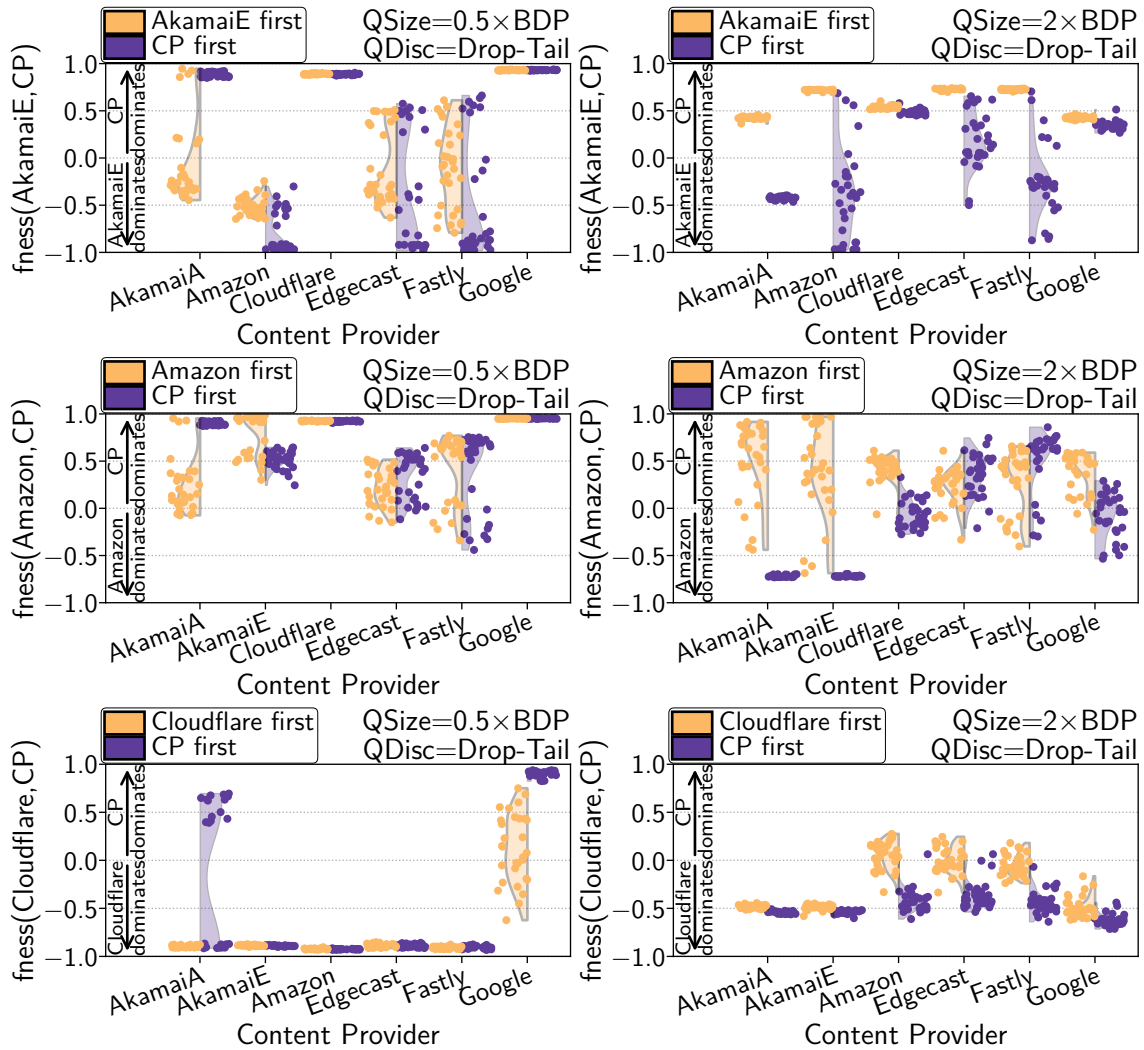 AkamaiE first
CP first
QSize=0.5×BDP
QDisc=Drop-Tail
fness(AkamaiE,CP)
AkamaiE CP
dominates dominates
1.0
0.5
0.0
−0.5
−1.0
AkamaiA
Amazon
Cloudflare
Edgecast
Fastly
Google
Content Provider
AkamaiE first
CP first
QSize=2×BDP
QDisc=Drop-Tail
fness(AkamaiE,CP)
AkamaiE CP
dominates dominates
1.0
0.5
0.0
−0.5
−1.0
AkamaiA
Amazon
Cloudflare
Edgecast
Fastly
Google
Content Provider
Amazon first
CP first
QSize=0.5×BDP
QDisc=Drop-Tail
fness(Amazon,CP)
Amazon CP
dominates dominates
1.0
0.5
0.0
−0.5
−1.0
AkamaiA
AkamaiE
Cloudflare
Edgecast
Fastly
Google
Content Provider
Amazon first
CP first
QSize=2×BDP
QDisc=Drop-Tail
fness(Amazon,CP)
Amazon CP
dominates dominates
1.0
0.5
0.0
−0.5
−1.0
AkamaiA
AkamaiE
Cloudflare
Edgecast
Fastly
Google
Content Provider
Cloudflare first
CP first
QSize=0.5×BDP
QDisc=Drop-Tail
fness(Cloudflare,CP)
Cloudflare CP
dominates dominates
1.0
0.5
0.0
−0.5
−1.0
AkamaiA
AkamaiE
Amazon
Edgecast
Fastly
Google
Content Provider
Cloudflare first
CP first
QSize=2×BDP
QDisc=Drop-Tail
fness(Cloudflare,CP)
Cloudflare CP
dominates dominates
1.0
0.5
0.0
−0.5
−1.0
AkamaiA
AkamaiE
Amazon
Edgecast
Fastly
Google
Content Provider